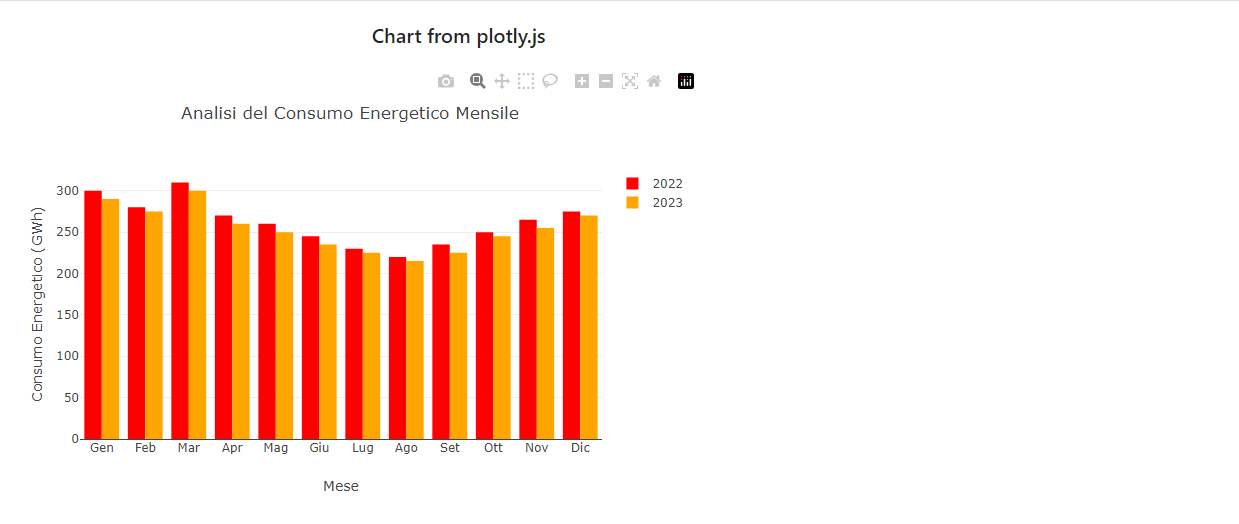 Chart from plotly.js
Analisi del Consumo Energetico Mensile
2022
2023
Consumo Energetico (GWh)
300
250
200
150
100
50
0
Gen Feb Mar Apr Mag Giu Lug Ago Set Ott Nov Dic
Mese